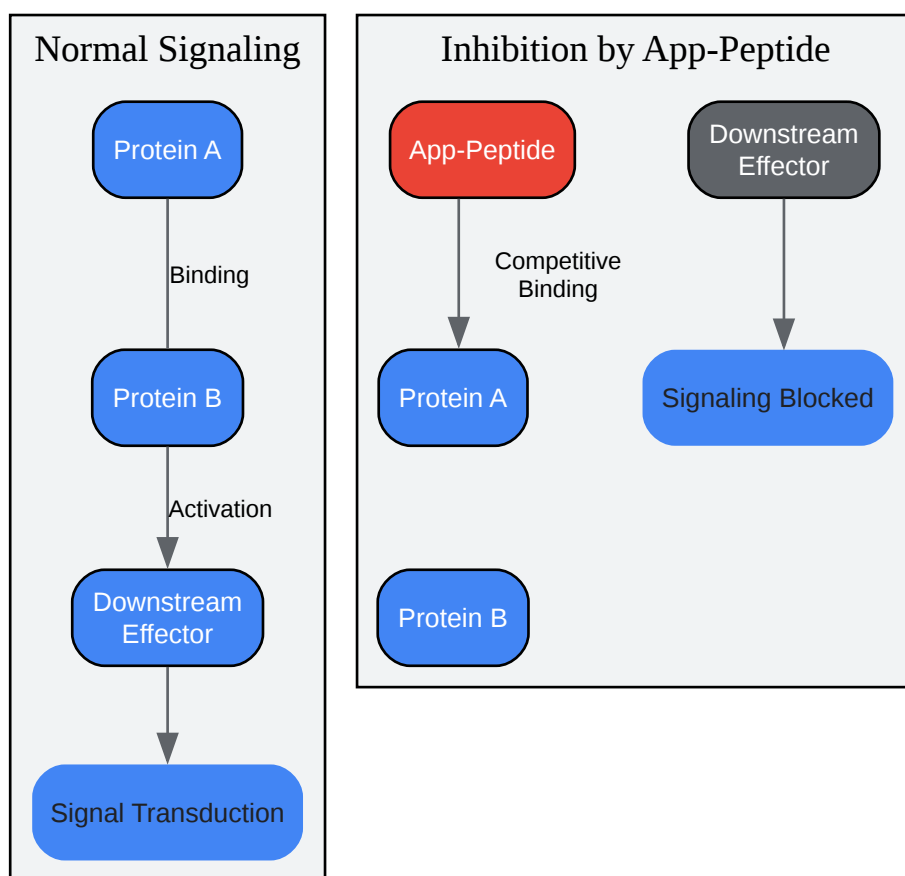 Normal Signaling
Protein A
Binding
Protein B
Activation
Downstream
Effector
Signal Transduction
Inhibition by App-Peptide
App-Peptide
Competitive
Binding
Protein A
Protein B
Downstream
Effector
Signaling Blocked